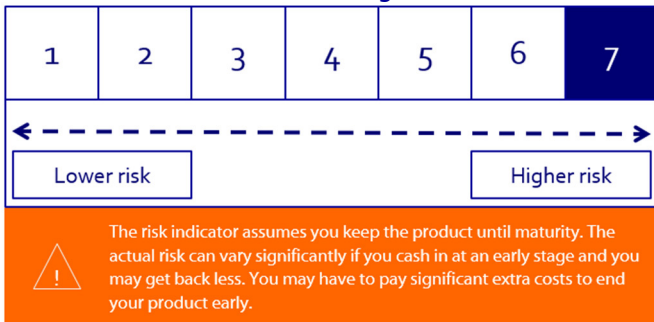 1 2 3 4 5 6 7
Lower risk Higher risk
The risk indicator assumes you keep the product until maturity. The
actual risk can vary significantly if you cash in at an early stage and you
may get back less. You may have to pay significant extra costs to end
your product early.